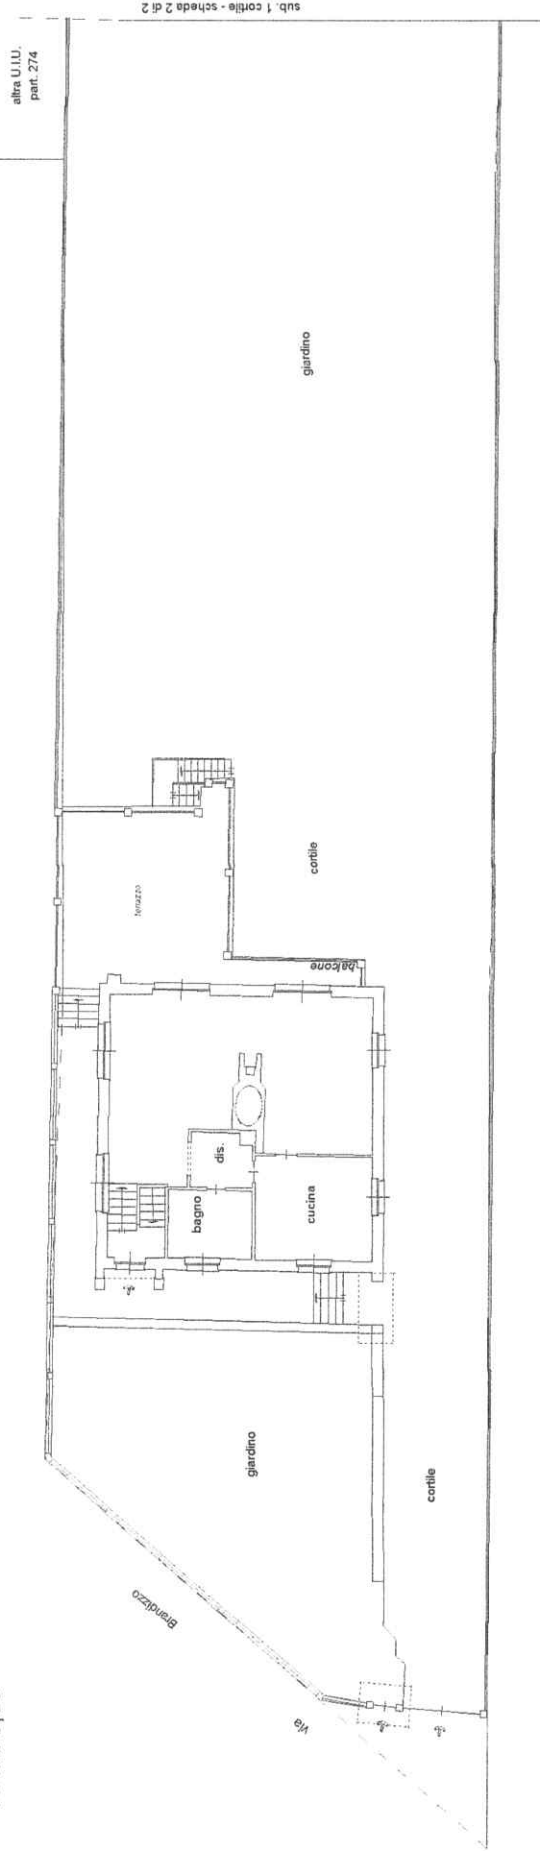 sub. 1 cortile - scheda 2 di 2
altra U.I.U.
part. 274
giardino
cortile
terrazzo
balcone
dis.
bagno
cucina
giardino
cortile
Brandizzo
via